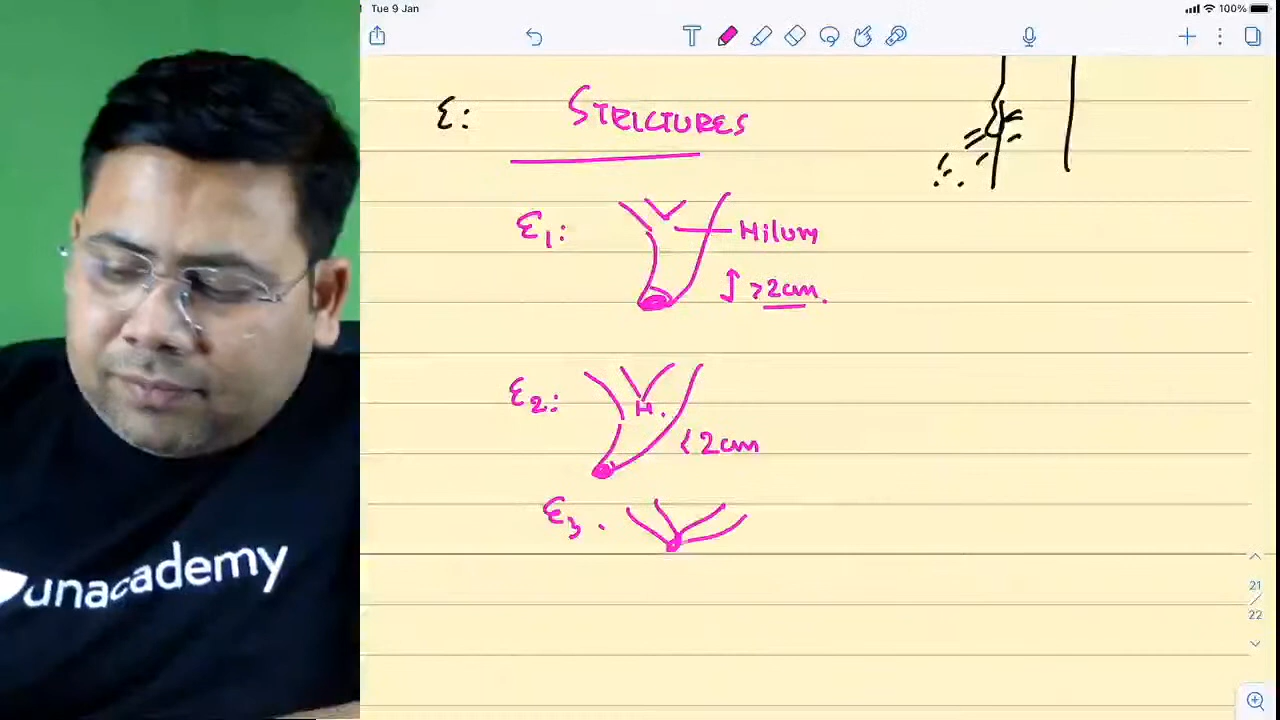 Tue 9 Jan
100%
E: STRICTURES
E1: Hilum
>2cm.
E2: H.
<2cm
E3.
unacademy
21
22